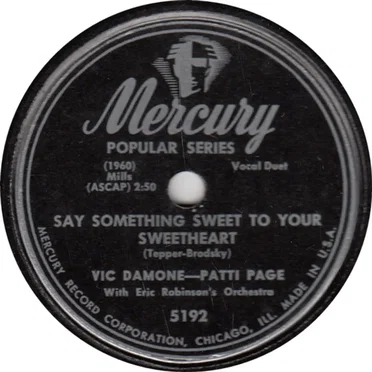 Mercury
POPULAR SERIES
(1960) Vocal Duet
Mills
(ASCAP) 2:50
SAY SOMETHING SWEET TO YOUR
SWEETHEART
(Tepper-Brodsky)
VIC DAMONE—PATTI PAGE
With Eric Robinson's Orchestra
5192
MERCURY RECORD CORPORATION, CHICAGO, ILL. MADE IN U.S.A.